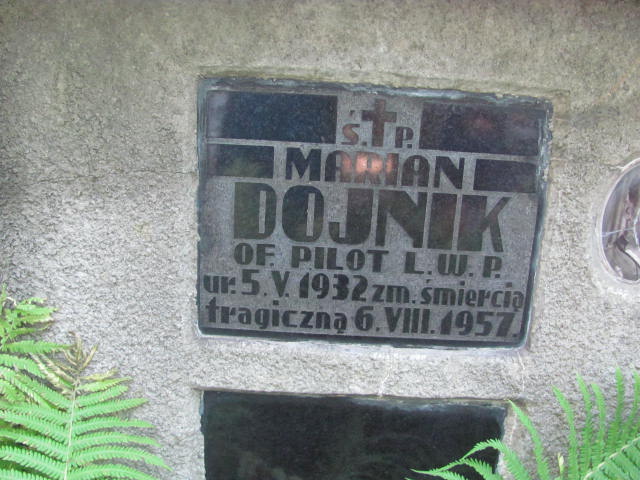 Ś.†P.
MARIAN
DOJNIK
OF. PILOT L.W.P.
ur. 5.V.1932 zm. śmiercią
tragiczną 6.VIII.1957.